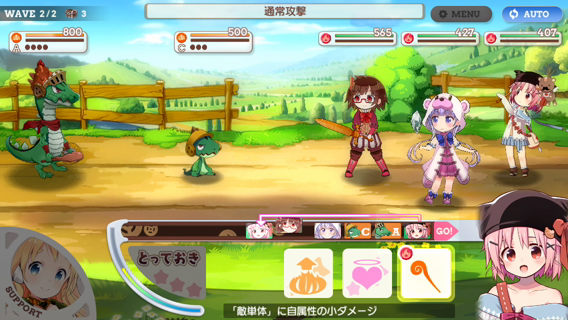 WAVE 2/2 3
通常攻撃
MENU
AUTO
800
A
500
C
565
427
407
C
A
GO!
とっておき
SUPPORT
「敵単体」に自属性の小ダメージ